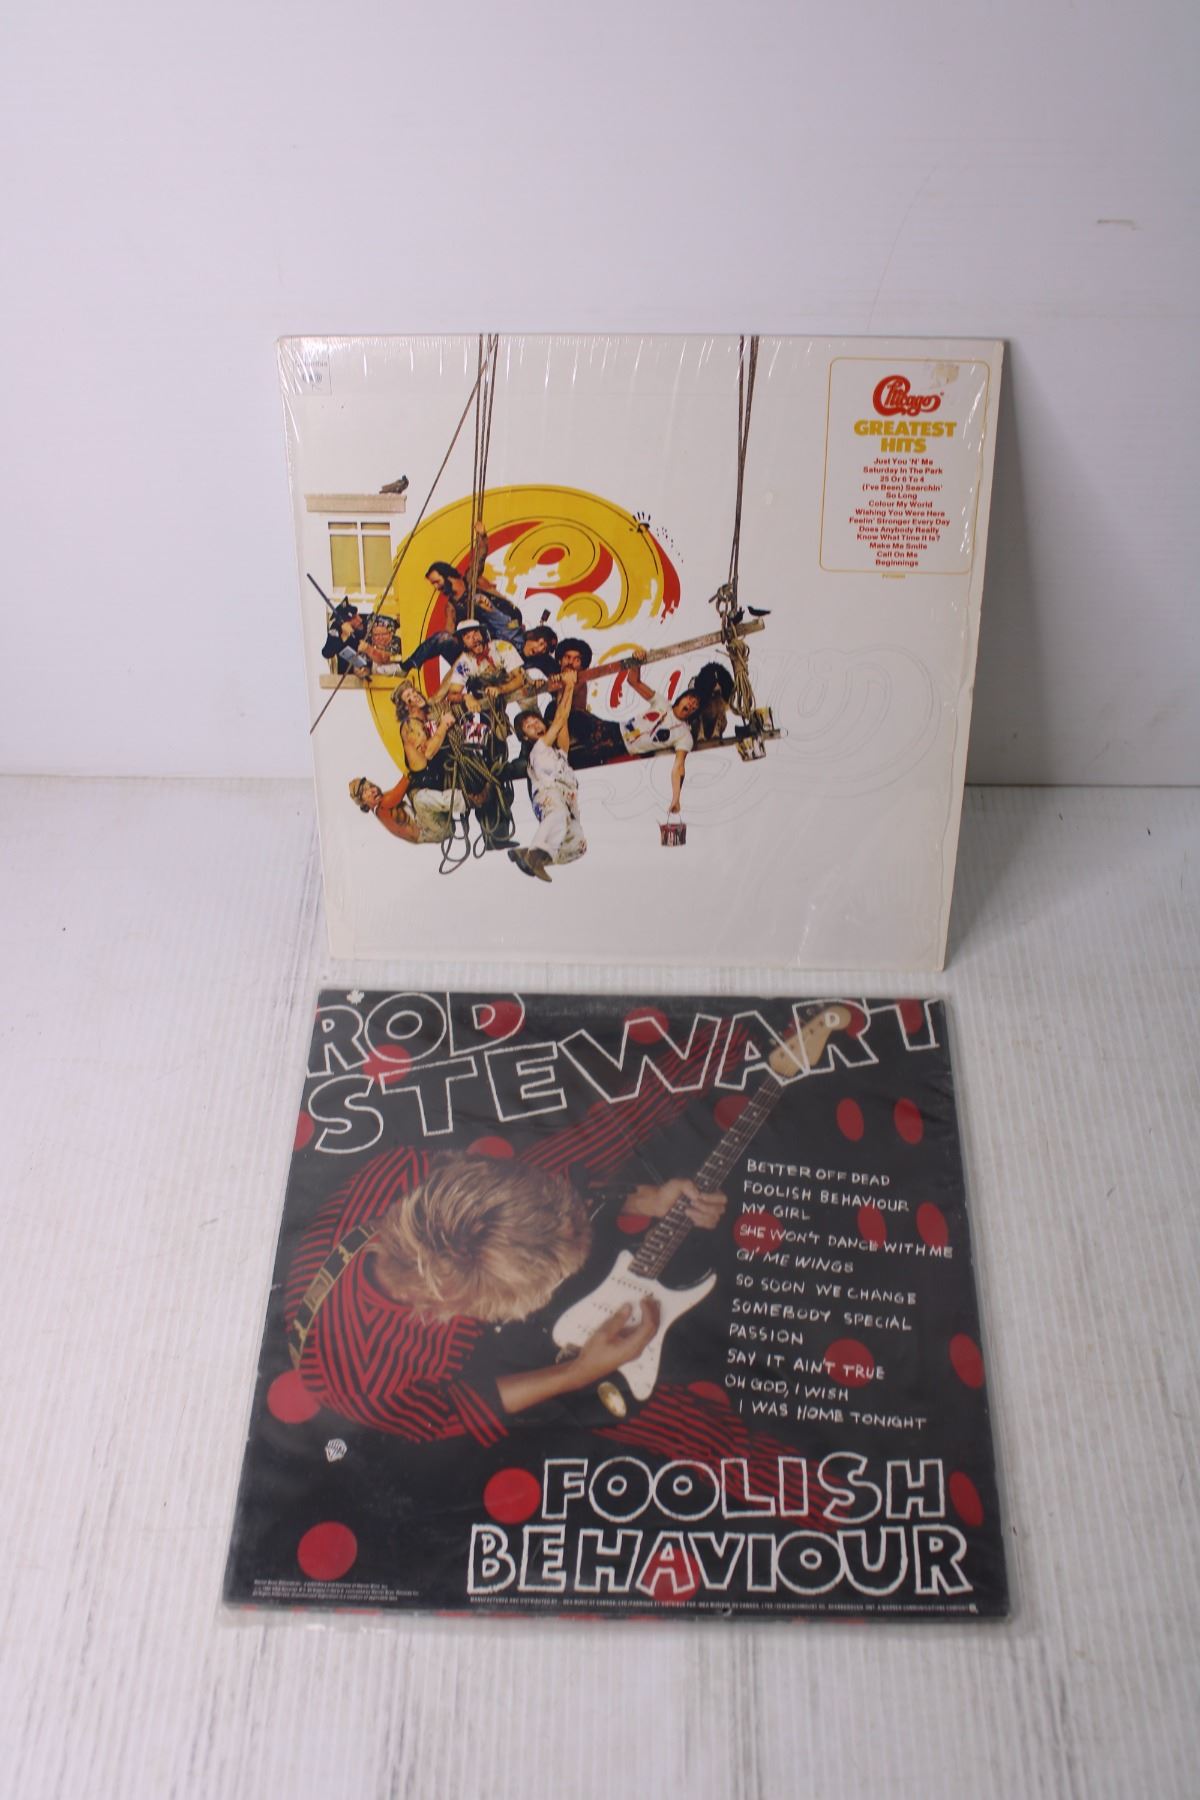 Chicago
GREATEST
HITS
Just You 'N' Me
Saturday In The Park
25 Or 6 To 4
(I've Been) Searchin'
So Long
Colour My World
Wishing You Were Here
Feelin' Stronger Every Day
Does Anybody Really
Know What Time It Is?
Make Me Smile
Call On Me
Beginnings
ROD
STEWART
BETTER OFF DEAD
FOOLISH BEHAVIOUR
MY GIRL
SHE WON'T DANCE WITH ME
GI' ME WINGS
SO SOON WE CHANGE
SOMEBODY SPECIAL
PASSION
SAY IT AIN'T TRUE
OH GOD, I WISH
I WAS HOME TONIGHT
FOOLISH
BEHAVIOUR